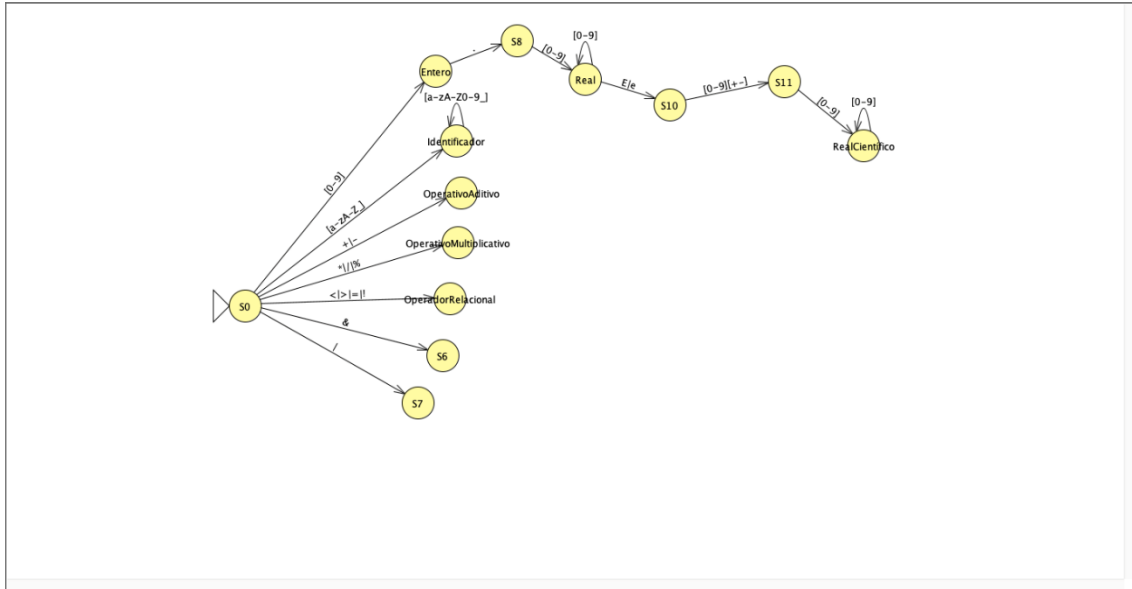 [0-9]
S8
.
[0-9]
Entero
Real
E|e
[0-9][+-]
S11
S10
[0-9]
[0-9]
RealCientifico
[a-zA-Z0-9_]
Identificador
[0-9]
OperativoAditivo
[a-zA-Z_]
+|-
OperativoMultiplicativo
*|/|%
<|>|=|!
OperadorRelacional
S0
&
|
S6
S7